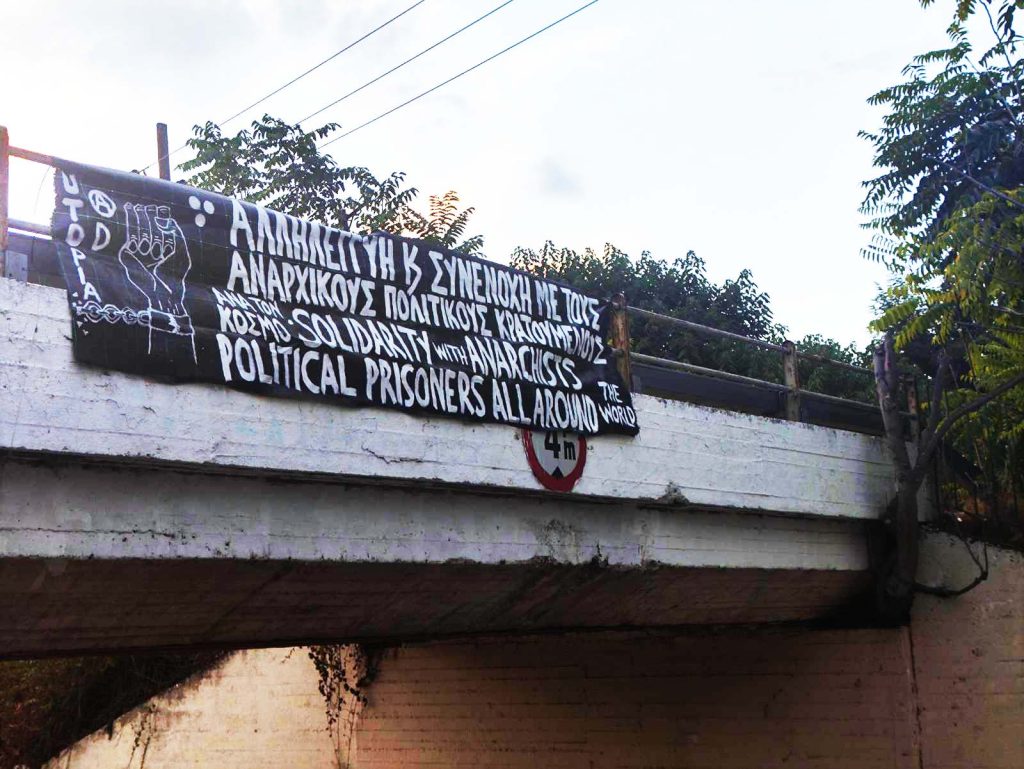 UTOPIA
A
D
ΑΛΛΗΛΕΓΓΥΗ ϗ ΣΥΝΕΝΟΧΗ ΜΕ ΤΟΥΣ
ΑΝΑΡΧΙΚΟΥΣ ΠΟΛΙΤΙΚΟΥΣ ΚΡΑΤΟΥΜΕΝΟΥΣ
ΑΝΑ ΤΟΝ
ΚΟΣΜΟ SOLIDARITY WITH ANARCHISTS
POLITICAL PRISONERS ALL AROUND THE
WORLD